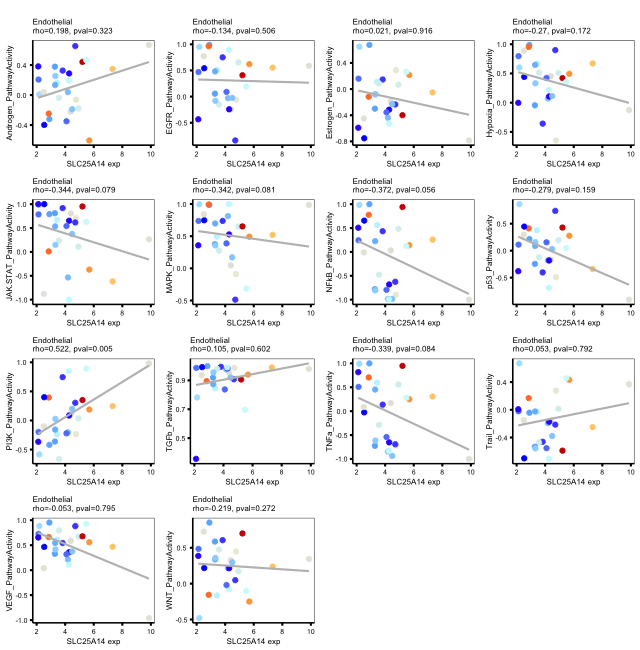 Endothelial
rho=0.198, pval=0.323
Androgen_PathwayActivity
0.4
0.0
-0.4
2 4 6 8 10
SLC25A14 exp
Endothelial
rho=-0.134, pval=0.506
EGFR_PathwayActivity
1.0
0.5
0.0
-0.5
2 4 6 8 10
SLC25A14 exp
Endothelial
rho=0.021, pval=0.916
Estrogen_PathwayActivity
0.4
0.0
-0.4
-0.8
2 4 6 8 10
SLC25A14 exp
Endothelial
rho=-0.27, pval=0.172
Hypoxia_PathwayActivity
1.0
0.5
0.0
-0.5
2 4 6 8 10
SLC25A14 exp
Endothelial
rho=-0.344, pval=0.079
JAK-STAT_PathwayActivity
1.0
0.5
0.0
-0.5
-1.0
2 4 6 8 10
SLC25A14 exp
Endothelial
rho=-0.342, pval=0.081
MAPK_PathwayActivity
1.0
0.5
0.0
-0.5
2 4 6 8 10
SLC25A14 exp
Endothelial
rho=-0.372, pval=0.056
NFkB_PathwayActivity
1.0
0.5
0.0
-0.5
-1.0
2 4 6 8 10
SLC25A14 exp
Endothelial
rho=-0.279, pval=0.159
p53_PathwayActivity
0.5
0.0
-0.5
-1.0
2 4 6 8 10
SLC25A14 exp
Endothelial
rho=0.522, pval=0.005
PI3K_PathwayActivity
1.0
0.5
0.0
-0.5
2 4 6 8 10
SLC25A14 exp
Endothelial
rho=0.105, pval=0.602
TGFb_PathwayActivity
0.9
0.7
0.5
2 4 6 8 10
SLC25A14 exp
Endothelial
rho=-0.339, pval=0.084
TNFa_PathwayActivity
1.0
0.5
0.0
-0.5
-1.0
2 4 6 8 10
SLC25A14 exp
Endothelial
rho=0.053, pval=0.792
Trail_PathwayActivity
0.4
0.0
-0.4
2 4 6 8 10
SLC25A14 exp
Endothelial
rho=-0.053, pval=0.795
VEGF_PathwayActivity
1.0
0.5
0.0
-0.5
-1.0
2 4 6 8 10
SLC25A14 exp
Endothelial
rho=-0.219, pval=0.272
WNT_PathwayActivity
0.5
0.0
-0.5
2 4 6 8 10
SLC25A14 exp